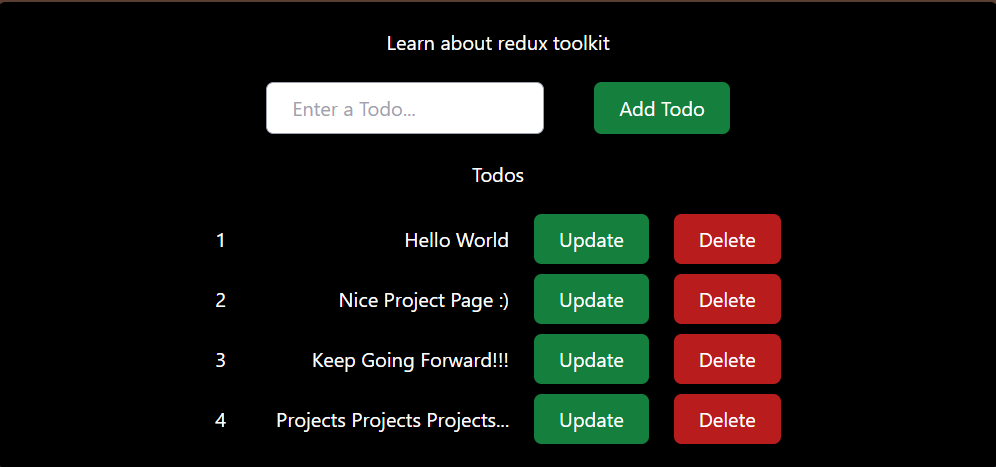 Learn about redux toolkit
Enter a Todo... Add Todo
Todos
1 Hello World Update Delete
2 Nice Project Page :) Update Delete
3 Keep Going Forward!!! Update Delete
4 Projects Projects Projects... Update Delete